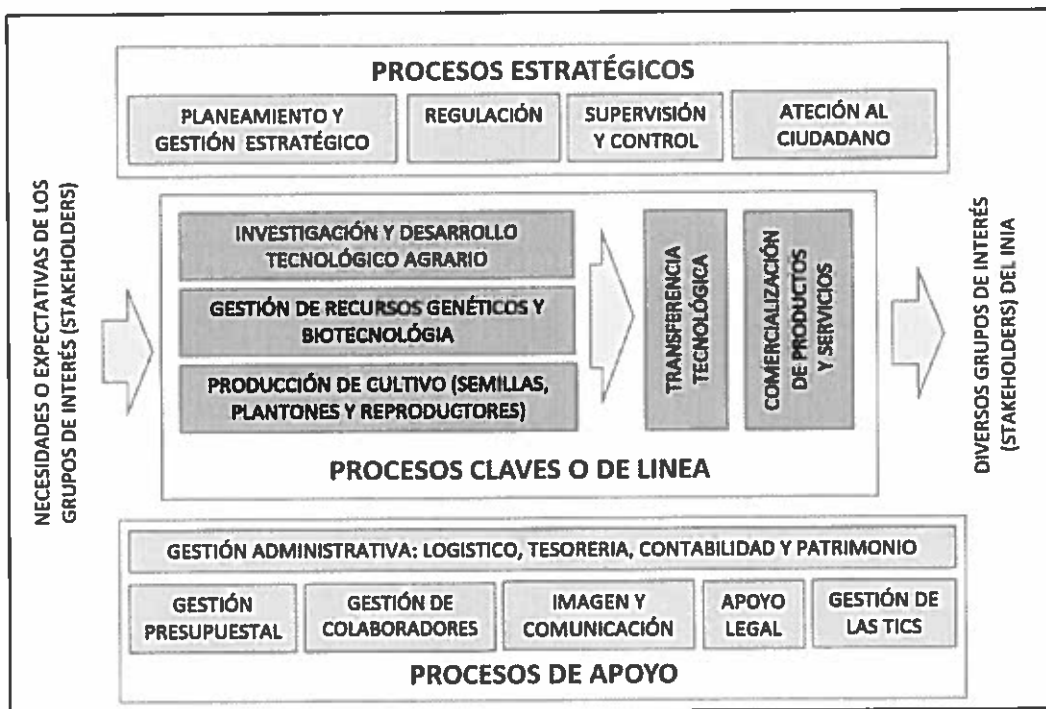 PROCESOS ESTRATÉGICOS
PLANEAMIENTO Y
GESTIÓN ESTRATÉGICO
REGULACIÓN
SUPERVISIÓN
Y CONTROL
ATECIÓN AL
CIUDADANO
NECESIDADES O EXPECTATIVAS DE LOS
GRUPOS DE INTERÉS (STAKEHOLDERS)
INVESTIGACIÓN Y DESARROLLO
TECNOLÓGICO AGRARIO
GESTIÓN DE RECURSOS GENÉTICOS Y
BIOTECNOLÓGIA
PRODUCCIÓN DE CULTIVO (SEMILLAS,
PLANTONES Y REPRODUCTORES)
TRANSFERENCIA
TECNOLÓGICA
COMERCIALIZACIÓN
DE PRODUCTOS
Y SERVICIOS
PROCESOS CLAVES O DE LINEA
DIVERSOS GRUPOS DE INTERÉS
(STAKEHOLDERS) DEL INIA
GESTIÓN ADMINISTRATIVA: LOGISTICO, TESORERIA, CONTABILIDAD Y PATRIMONIO
GESTIÓN
PRESUPUESTAL
GESTIÓN DE
COLABORADORES
IMAGEN Y
COMUNICACIÓN
APOYO
LEGAL
GESTIÓN DE
LAS TICS
PROCESOS DE APOYO